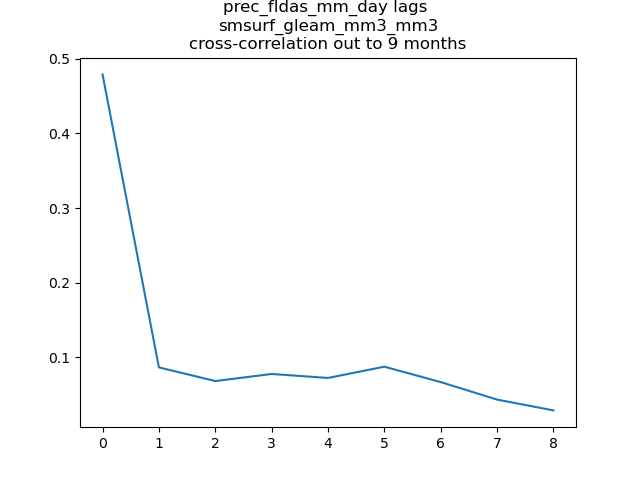 prec_fldas_mm_day lags
smsurf_gleam_mm3_mm3
cross-correlation out to 9 months
0.5
0.4
0.3
0.2
0.1
0 1 2 3 4 5 6 7 8